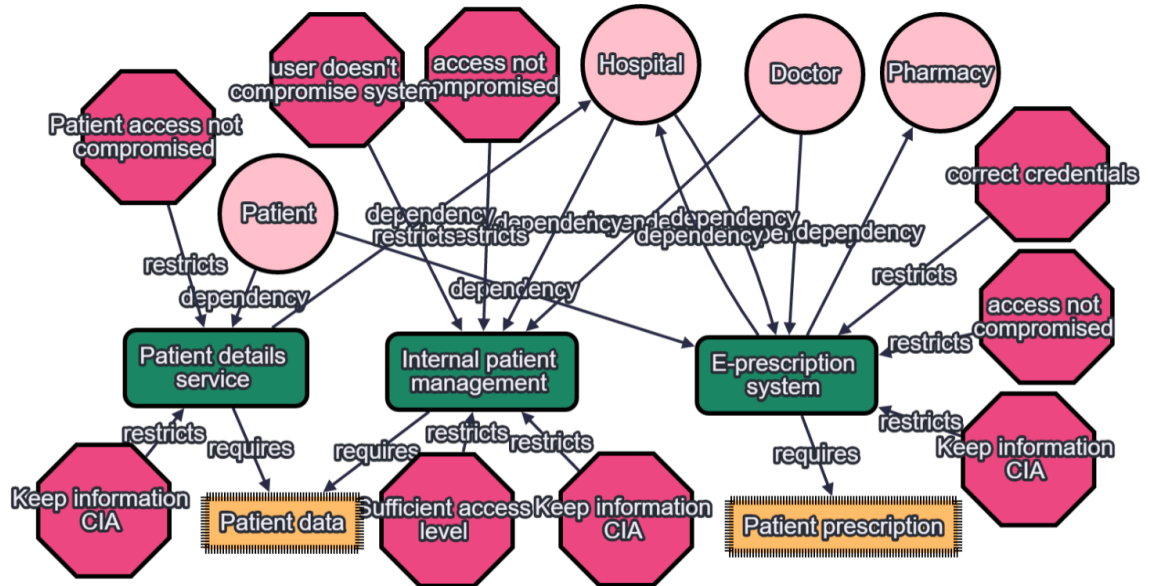 user doesn't
compromise system
access not
compromised
Hospital
Doctor
Pharmacy
Patient access not
compromised
Patient
correct credentials
dependency
dependency
dependency
restricts
restricts
dependency
dependency
restricts
restricts
dependency
dependency
access not
compromised
restricts
Patient details
service
Internal patient
management
E-prescription
system
restricts
requires
requires
restricts
restricts
requires
restricts
Keep information
CIA
Keep information
CIA
Patient data
Sufficient access
level
Keep information
CIA
Patient prescription